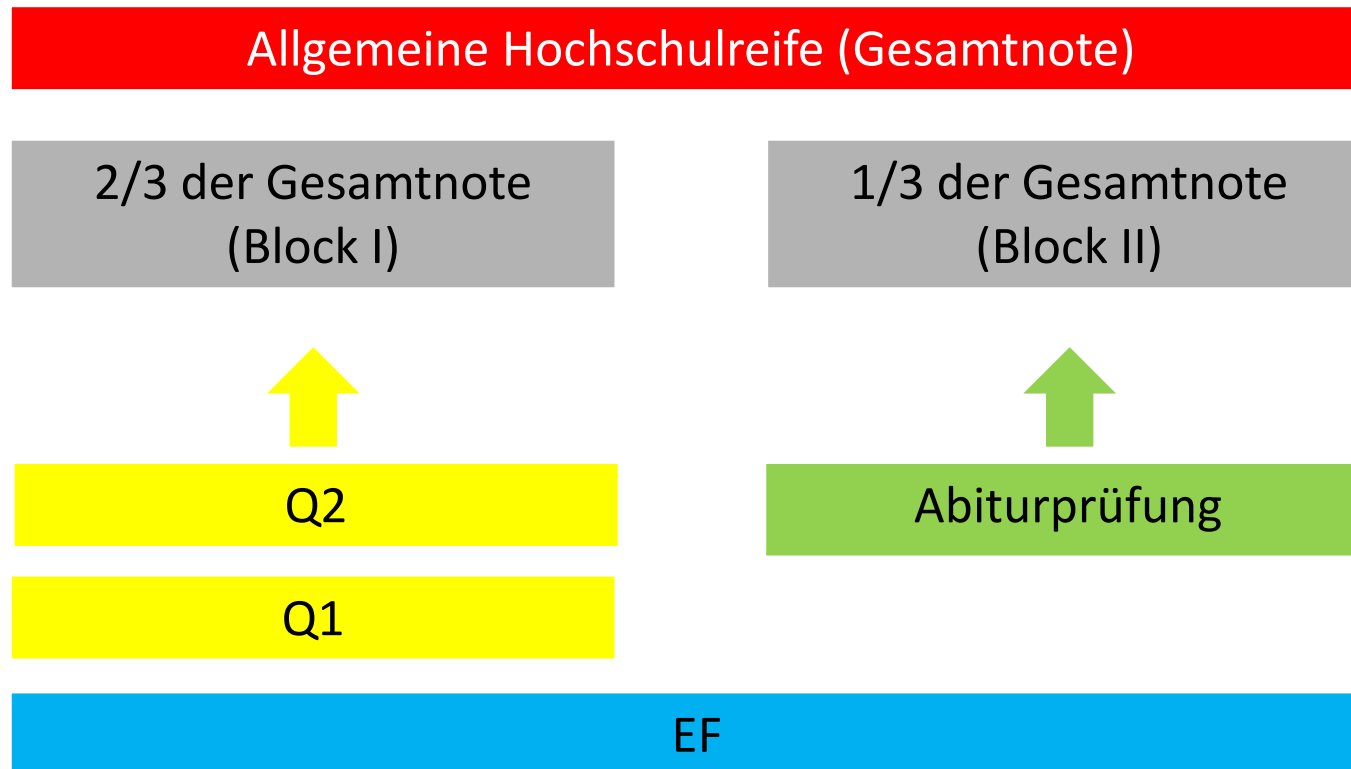 Allgemeine Hochschulreife (Gesamtnote)
2/3 der Gesamtnote
(Block I)
1/3 der Gesamtnote
(Block II)
Q2
Abiturprüfung
Q1
EF